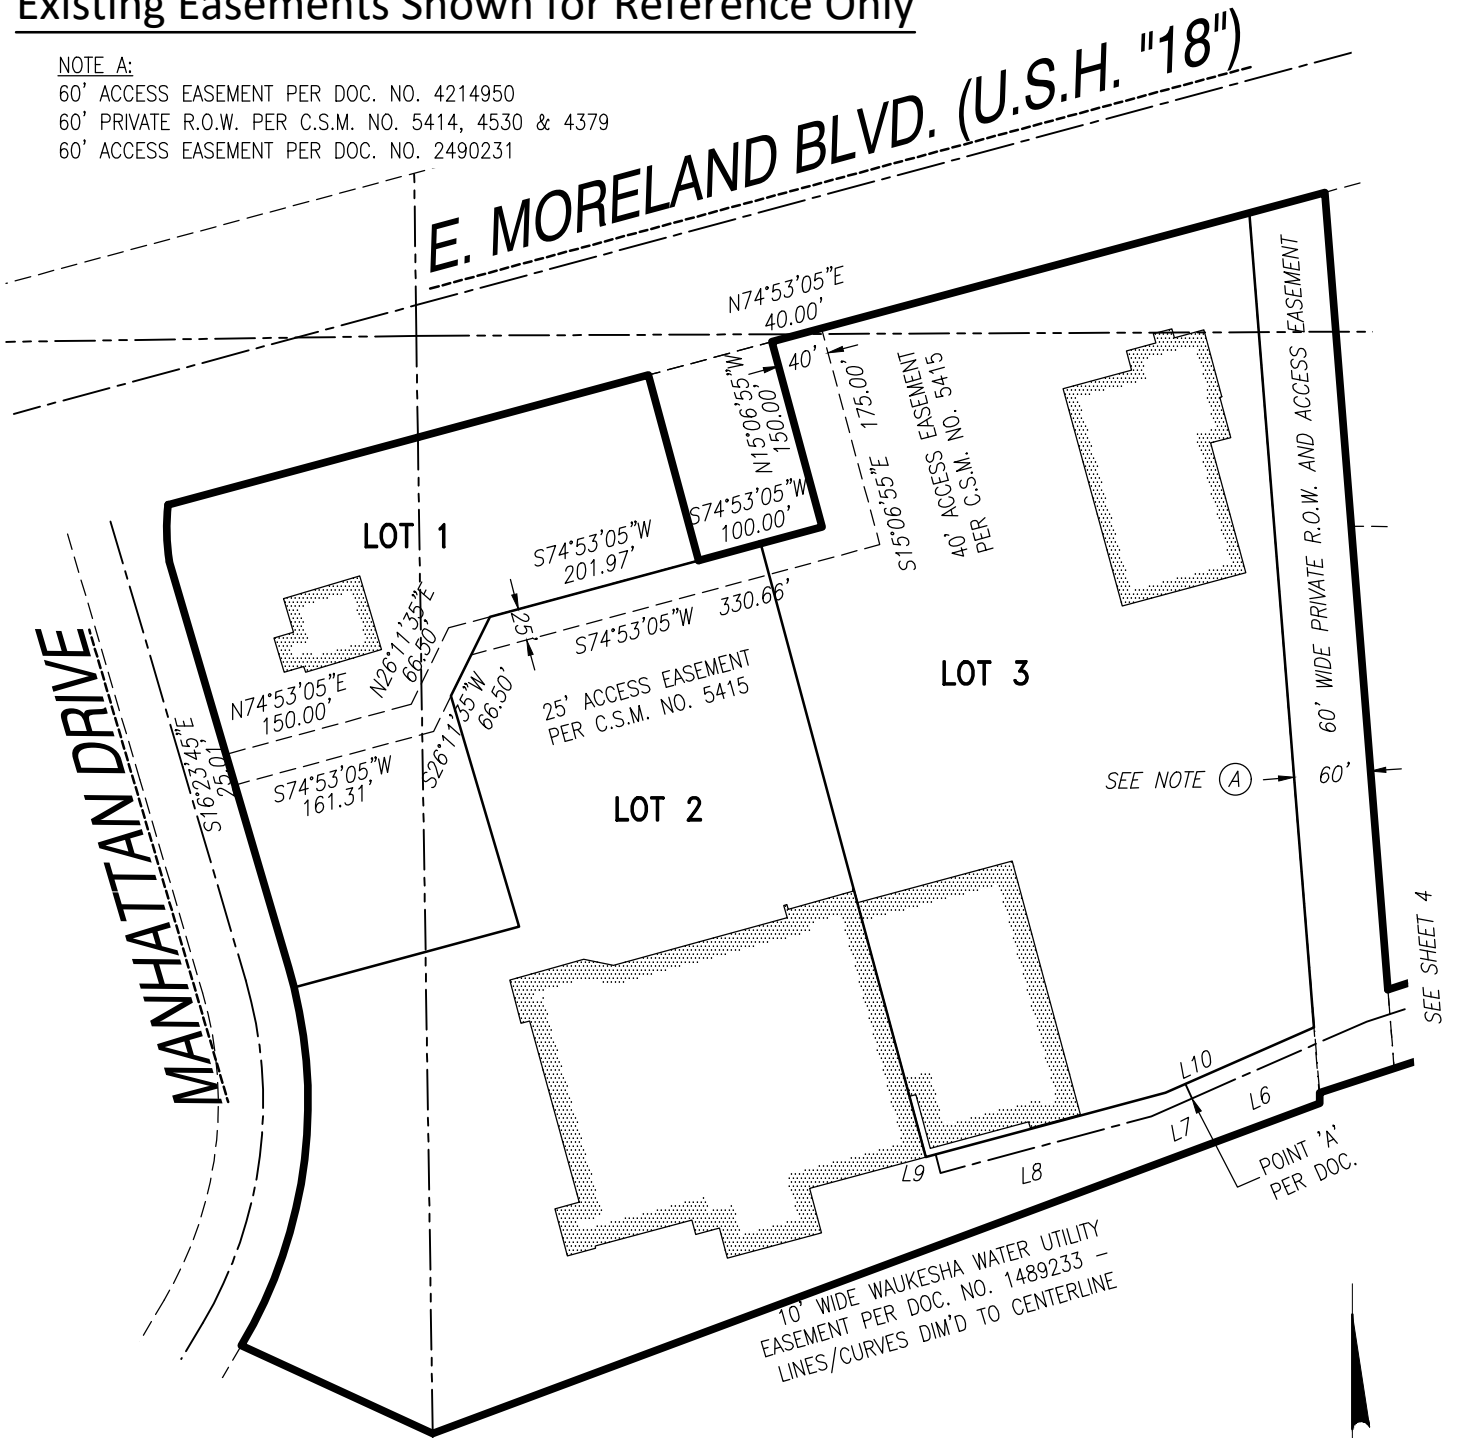 Existing Easements Shown for Reference Only
NOTE A:
60' ACCESS EASEMENT PER DOC. NO. 4214950
60' PRIVATE R.O.W. PER C.S.M. NO. 5414, 4530 & 4379
60' ACCESS EASEMENT PER DOC. NO. 2490231
E. MORELAND BLVD. (U.S.H. "18")
N74°53'05"E
40.00'
40'
N15°06'55"W
150.00'
S15°06'55"E 175.00'
40' ACCESS EASEMENT
PER C.S.M. NO. 5415
60' WIDE PRIVATE R.O.W. AND ACCESS EASEMENT
S74°53'05"W
100.00'
LOT 1
S74°53'05"W
201.97'
25'
S74°53'05"W 330.66'
N26°11'35"E
66.50'
N74°53'05"E
150.00'
S26°11'35"W
66.50'
25' ACCESS EASEMENT
PER C.S.M. NO. 5415
LOT 3
MANHATTAN DRIVE
S16°23'45"E
25.01'
S74°53'05"W
161.31'
LOT 2
SEE NOTE A
60'
SEE SHEET 4
L10
L6
L7
L9
L8
POINT 'A'
PER DOC.
10' WIDE WAUKESHA WATER UTILITY
EASEMENT PER DOC. NO. 1489233 –
LINES/CURVES DIM'D TO CENTERLINE